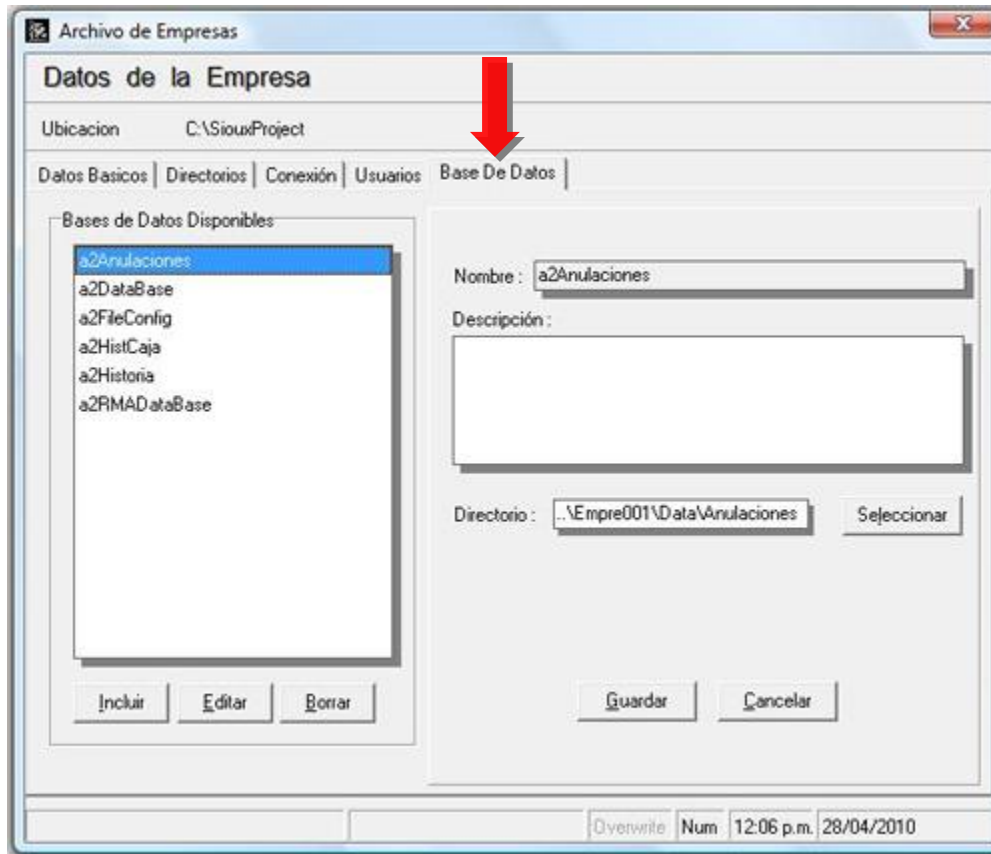 Archivo de Empresas
Datos de la Empresa
Ubicacion C:\SiouxProject
Datos Basicos Directorios Conexión Usuarios Base De Datos
Bases de Datos Disponibles
a2Anulaciones
a2DataBase
a2FileConfig
a2HistCaja
a2Historia
a2RMADataBase
Incluir Editar Borrar
Nombre : a2Anulaciones
Descripción :
Directorio : ..\Empre001\Data\Anulaciones Seleccionar
Guardar Cancelar
Overwrite Num 12:06 p.m. 28/04/2010